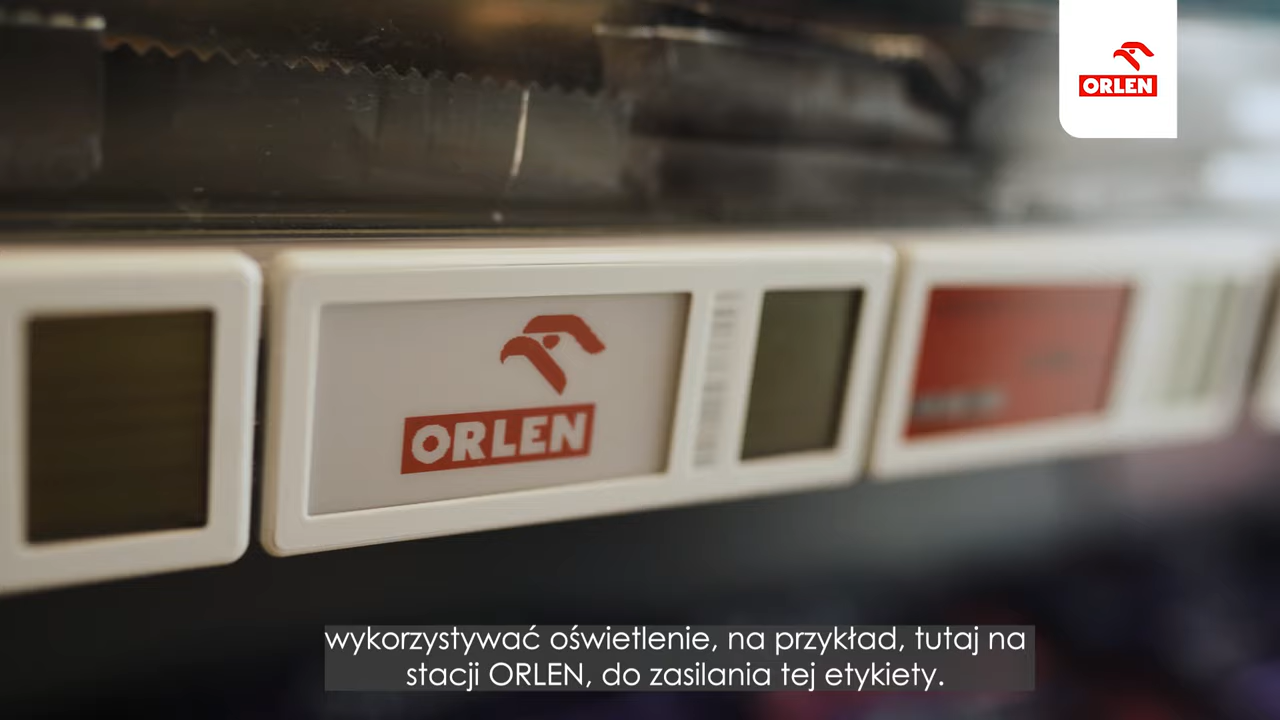 ORLEN
ORLEN
wykorzystywać oświetlenie, na przykład, tutaj na
stacji ORLEN, do zasilania tej etykiety.